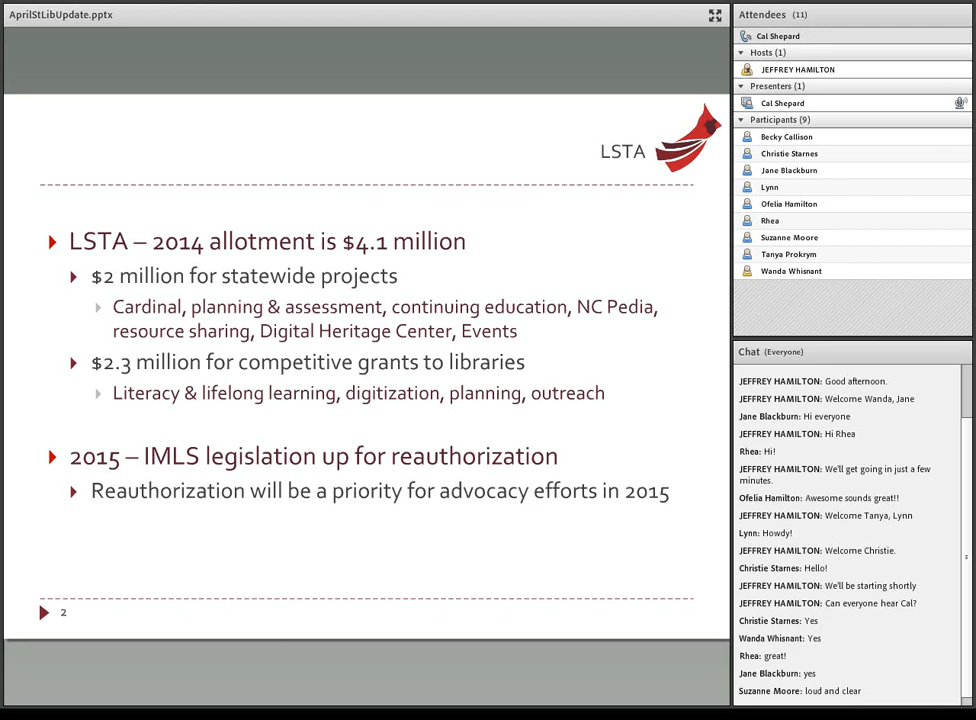 AprilStLibUpdate.pptx
LSTA
LSTA – 2014 allotment is $4.1 million
$2 million for statewide projects
Cardinal, planning & assessment, continuing education, NC Pedia,
resource sharing, Digital Heritage Center, Events
$2.3 million for competitive grants to libraries
Literacy & lifelong learning, digitization, planning, outreach
2015 – IMLS legislation up for reauthorization
Reauthorization will be a priority for advocacy efforts in 2015
2
Attendees (11)
Cal Shepard
Hosts (1)
JEFFREY HAMILTON
Presenters (1)
Cal Shepard
Participants (9)
Becky Callison
Christie Starnes
Jane Blackburn
Lynn
Ofelia Hamilton
Rhea
Suzanne Moore
Tanya Prokrym
Wanda Whisnant
Chat (Everyone)
JEFFREY HAMILTON: Good afternoon.
JEFFREY HAMILTON: Welcome Wanda, Jane
Jane Blackburn: Hi everyone
JEFFREY HAMILTON: Hi Rhea
Rhea: Hi!
JEFFREY HAMILTON: We'll get going in just a few
minutes.
Ofelia Hamilton: Awesome sounds great!!
JEFFREY HAMILTON: Welcome Tanya, Lynn
Lynn: Howdy!
JEFFREY HAMILTON: Welcome Christie.
Christie Starnes: Hello!
JEFFREY HAMILTON: We'll be starting shortly
JEFFREY HAMILTON: Can everyone hear Cal?
Christie Starnes: Yes
Wanda Whisnant: Yes
Rhea: great!
Jane Blackburn: yes
Suzanne Moore: loud and clear